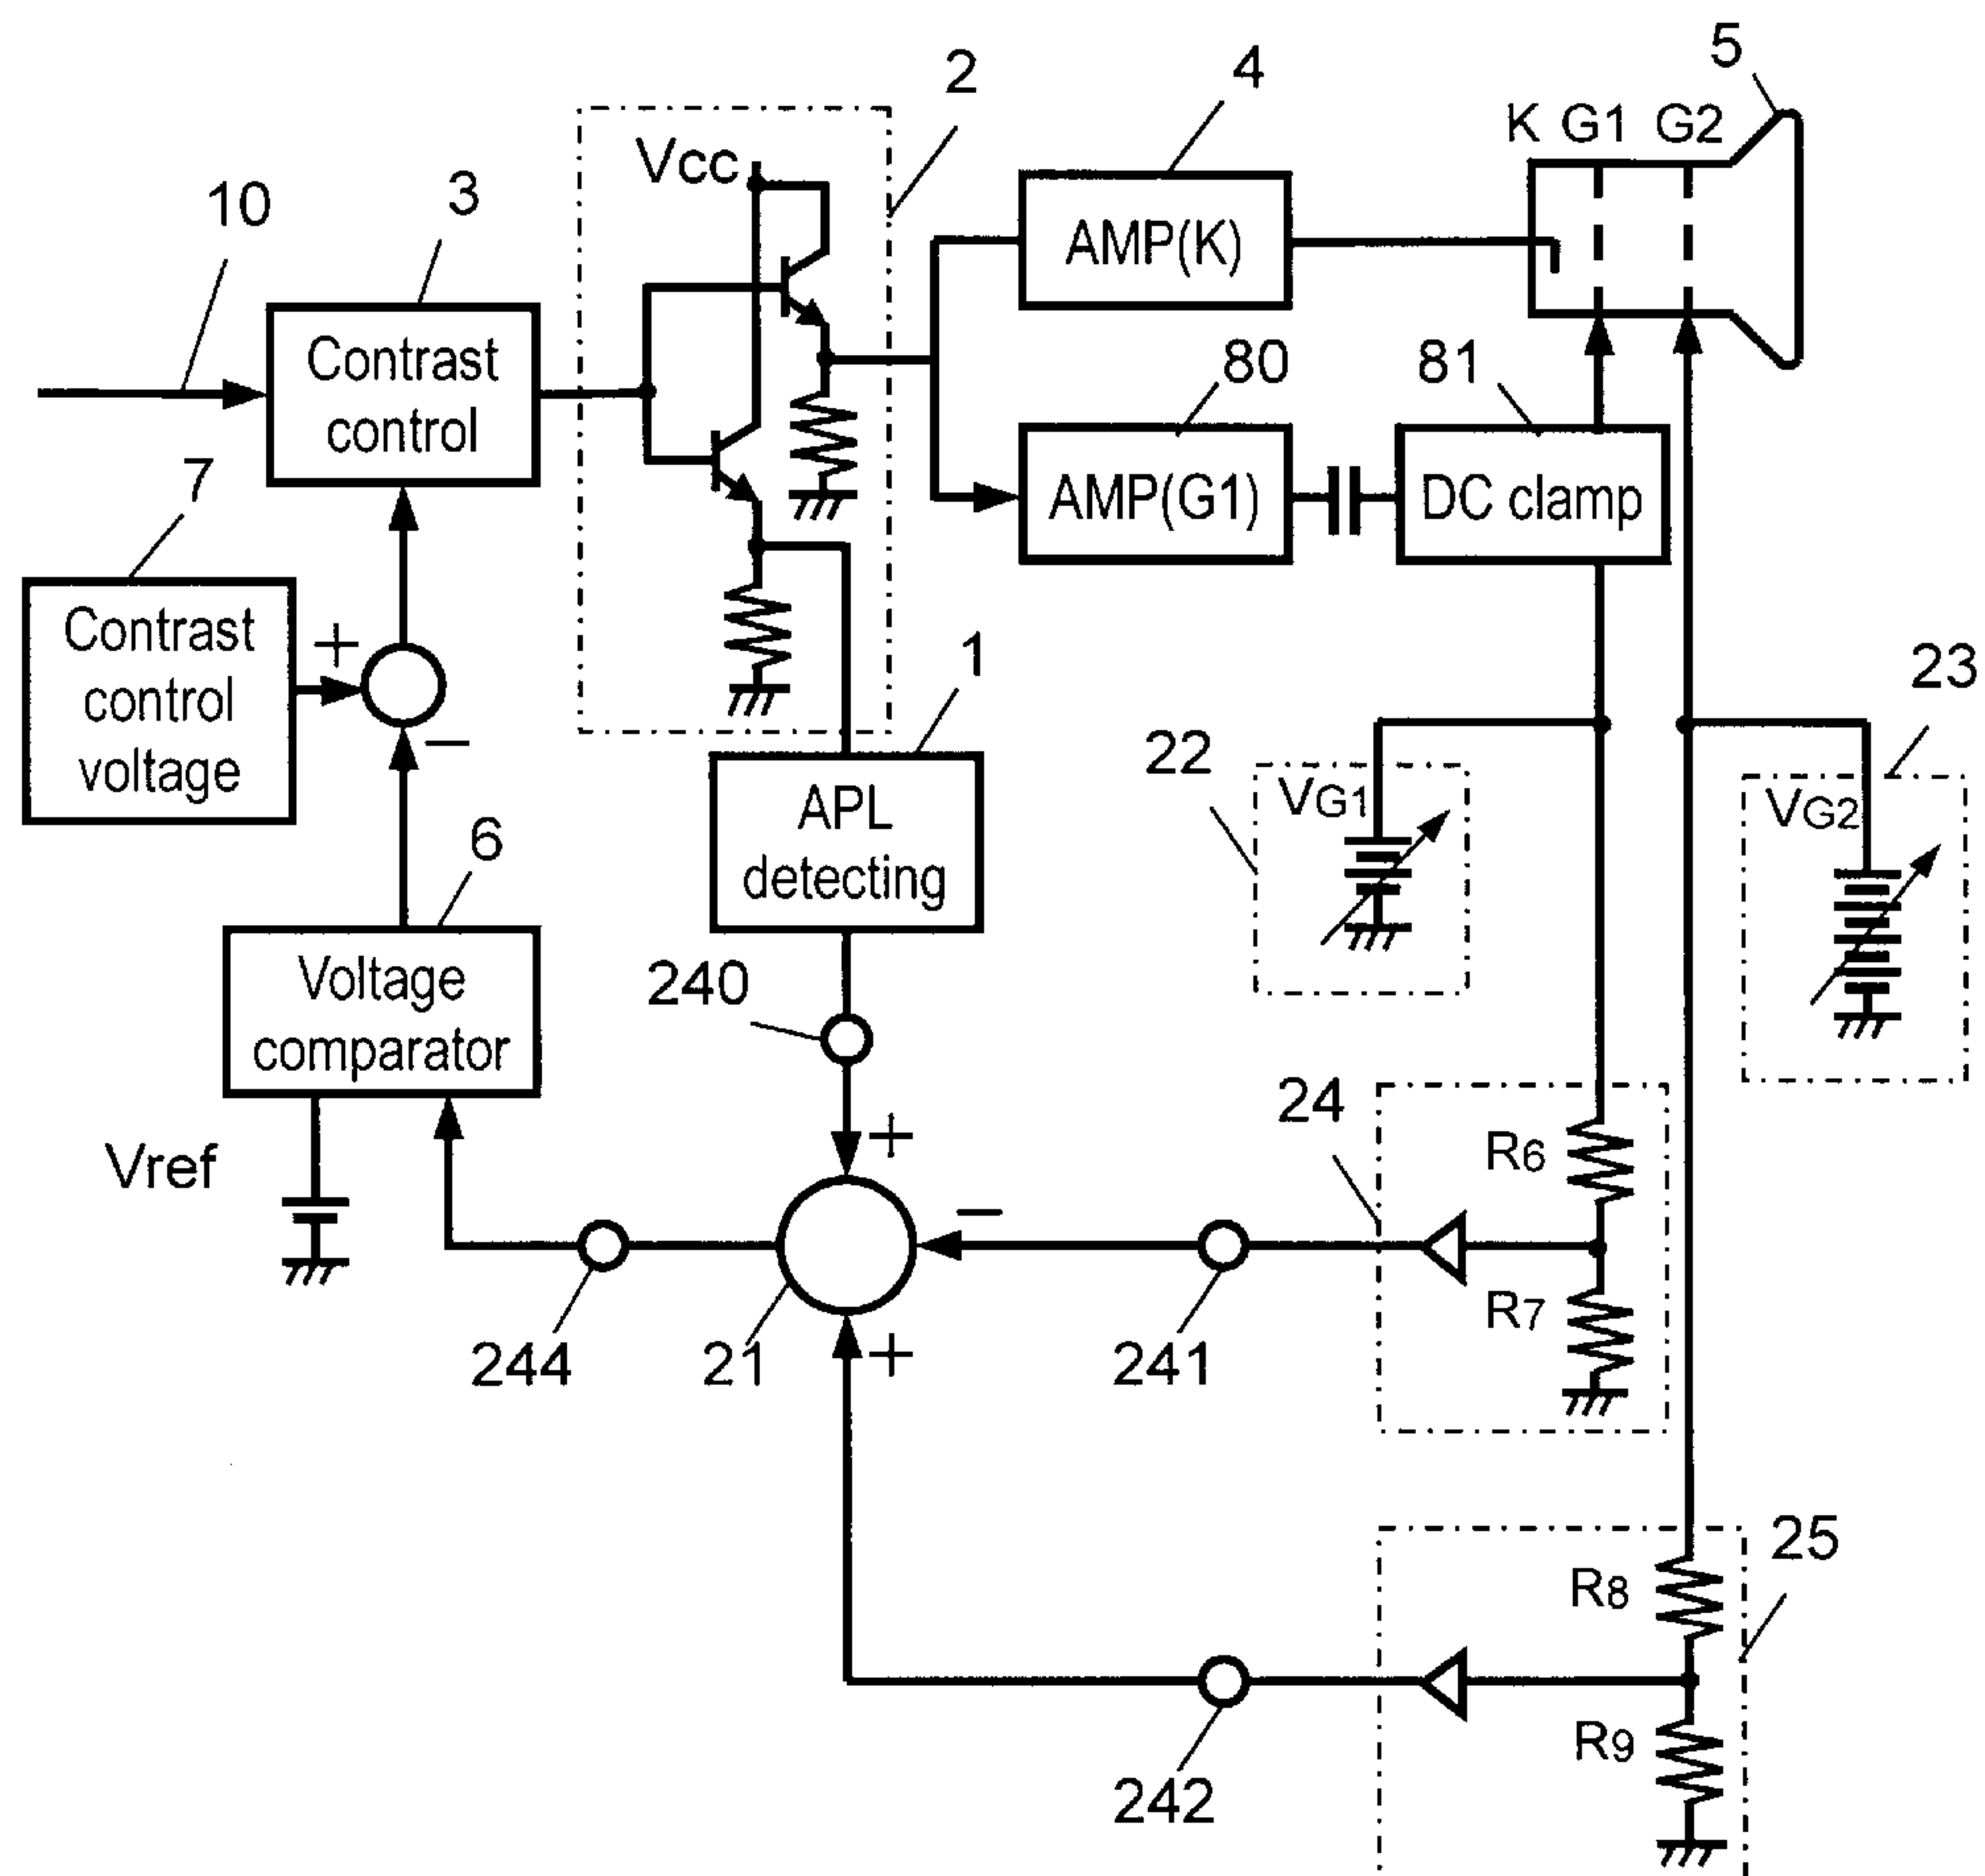 2
4
5
K G1 G2
Vcc
10
3
AMP(K)
Contrast
control
80
81
7
AMP(G1)
DC clamp
Contrast
control
voltage
+
−
1
23
22
VG1
VG2
APL
detecting
6
240
Voltage
comparator
24
+
R6
Vref
−
R7
244
21
+
241
25
R8
R9
242